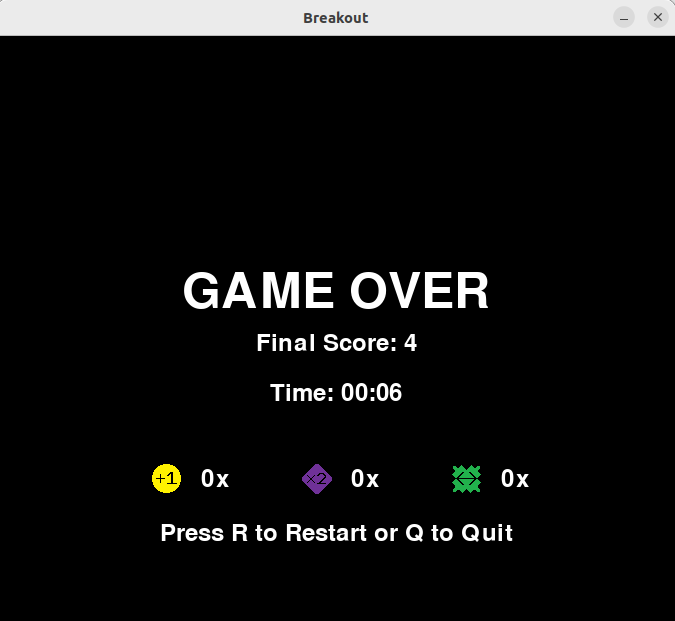 Breakout
GAME OVER
Final Score: 4
Time: 00:06
+1 0x x2 0x 0x
Press R to Restart or Q to Quit